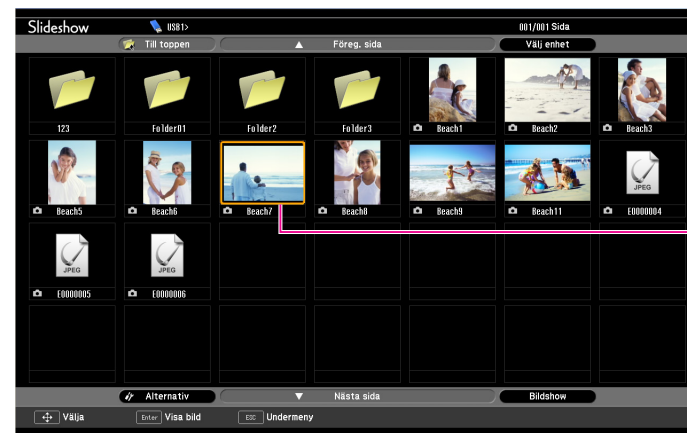 Slideshow USB1> 001/001 Sida
Till toppen Föreg. sida Välj enhet
123 Folder01 Folder2 Folder3 Beach1 Beach2 Beach3
JPEG
Beach5 Beach6 Beach7 Beach8 Beach9 Beach11 E0000004
JPEG JPEG
E0000005 E0000006
Alternativ Nästa sida Bildshow
Välja Enter Visa bild ESC Undermeny